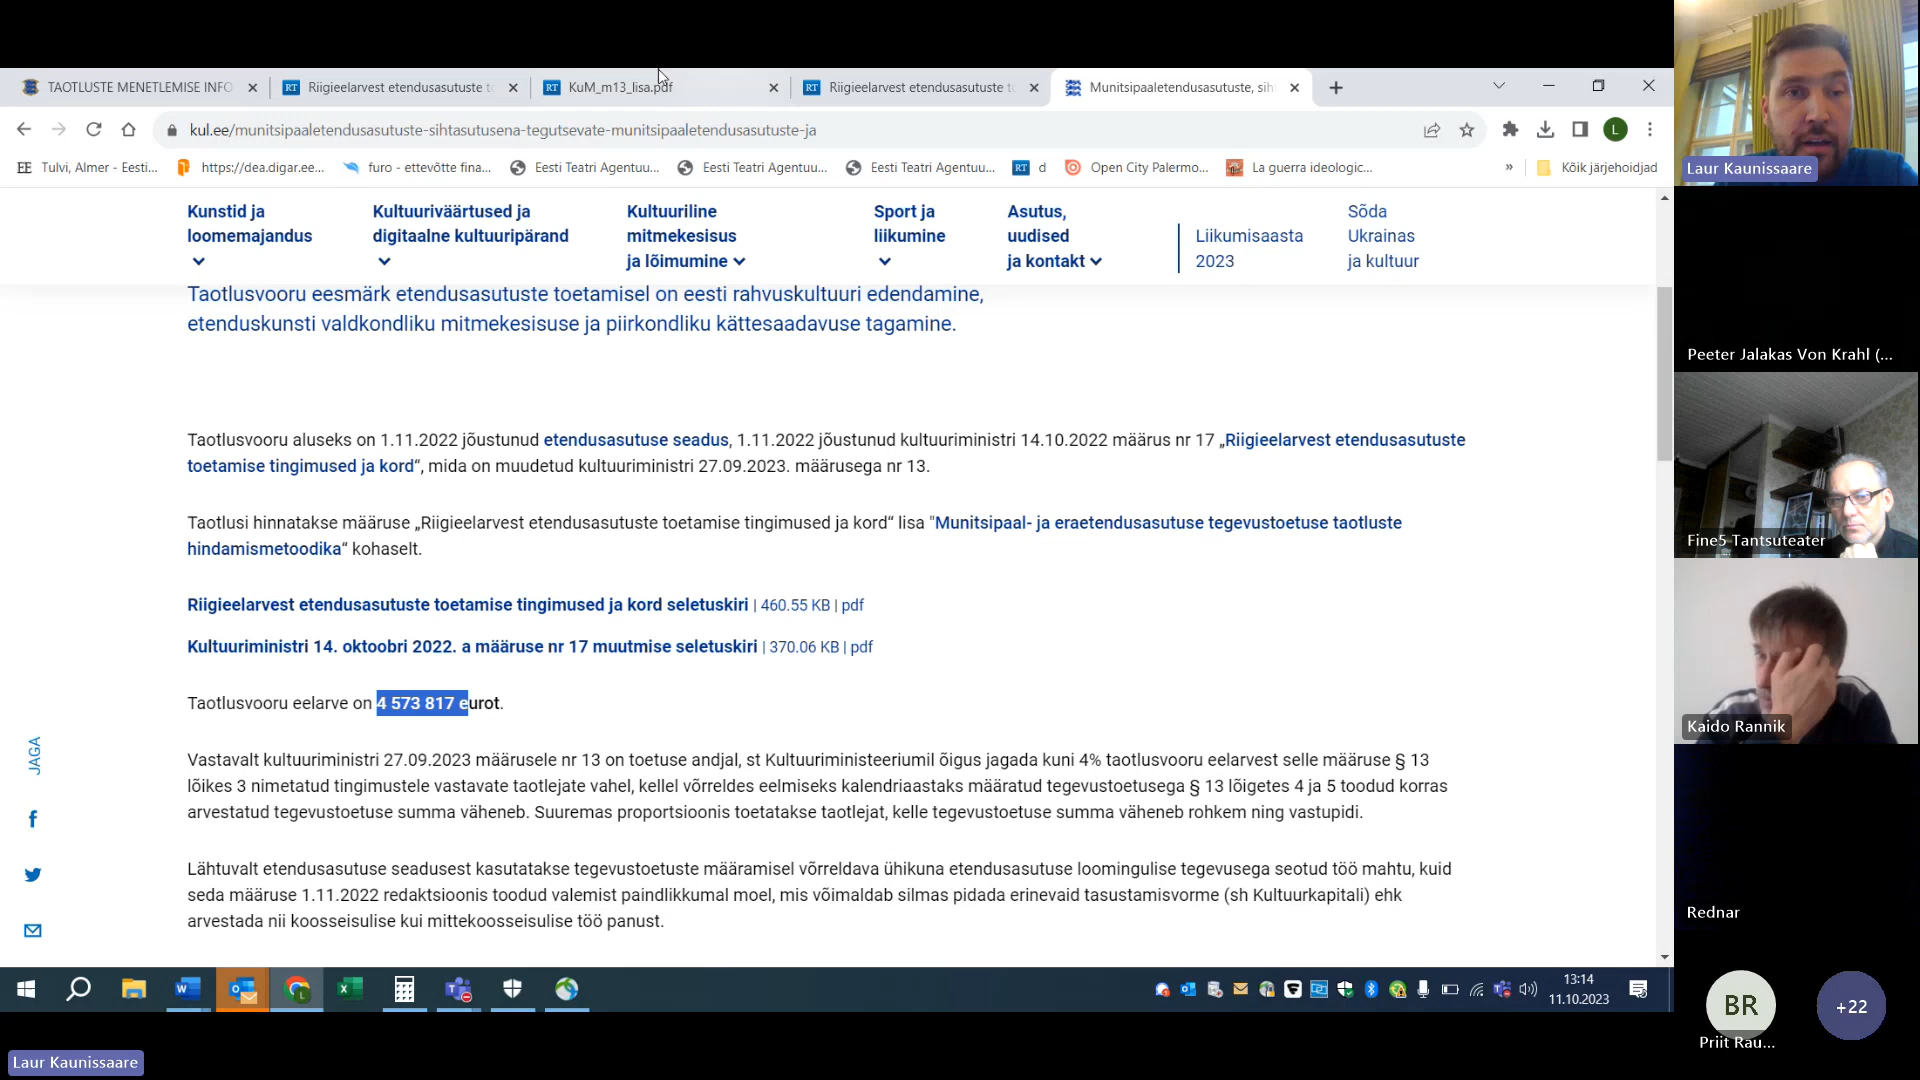 TAOTLUSTE MENETLEMISE INFO
Riigieelarvest etendusasutuste to
KuM_m13_lisa.pdf
Riigieelarvest etendusasutuste to
Munitsipaaletendusasutuste, sih
kul.ee/munitsipaaletendusasutuste-sihtasutusena-tegutsevate-munitsipaaletendusasutuste-ja
L
EE Tulvi, Almer - Eesti...
https://dea.digar.ee...
furo - ettevõtte fina...
Eesti Teatri Agentuu...
Eesti Teatri Agentuu...
Eesti Teatri Agentuu...
RT d
Open City Palermo...
La guerra ideologic...
»
Kõik järjehoidjad
Kunstid ja
loomemajandus
Kultuuriväärtused ja
digitaalne kultuuripärand
Kultuuriline
mitmekesisus
ja lõimumine
Sport ja
liikumine
Asutus,
uudised
ja kontakt
Liikumisaasta
2023
Sõda
Ukrainas
ja kultuur
Taotlusvooru eesmärk etendusasutuste toetamisel on eesti rahvuskultuuri edendamine,
etenduskunsti valdkondliku mitmekesisuse ja piirkondliku kättesaadavuse tagamine.
Taotlusvooru aluseks on 1.11.2022 jõustunud etendusasutuse seadus, 1.11.2022 jõustunud kultuuriministri 14.10.2022 määrus nr 17 „Riigieelarvest etendusasutuste
toetamise tingimused ja kord“, mida on muudetud kultuuriministri 27.09.2023. määrusega nr 13.
Taotlusi hinnatakse määruse „Riigieelarvest etendusasutuste toetamise tingimused ja kord“ lisa "Munitsipaal- ja eraetendusasutuse tegevustoetuse taotluste
hindamismetoodika“ kohaselt.
Riigieelarvest etendusasutuste toetamise tingimused ja kord seletuskiri | 460.55 KB | pdf
Kultuuriministri 14. oktoobri 2022. a määruse nr 17 muutmise seletuskiri | 370.06 KB | pdf
Taotlusvooru eelarve on 4 573 817 eurot.
JAGA
Vastavalt kultuuriministri 27.09.2023 määrusele nr 13 on toetuse andjal, st Kultuuriministeeriumil õigus jagada kuni 4% taotlusvooru eelarvest selle määruse § 13
lõikes 3 nimetatud tingimustele vastavate taotlejate vahel, kellel võrreldes eelmiseks kalendriaastaks määratud tegevustoetusega § 13 lõigetes 4 ja 5 toodud korras
arvestatud tegevustoetuse summa väheneb. Suuremas proportsioonis toetatakse taotlejat, kelle tegevustoetuse summa väheneb rohkem ning vastupidi.
Lähtuvalt etendusasutuse seadusest kasutatakse tegevustoetuste määramisel võrreldava ühikuna etendusasutuse loomingulise tegevusega seotud töö mahtu, kuid
seda määruse 1.11.2022 redaktsioonis toodud valemist paindlikkumal moel, mis võimaldab silmas pidada erinevaid tasustamisvorme (sh Kultuurkapitali) ehk
arvestada nii koosseisulise kui mittekoosseisulise töö panust.
13:14
11.10.2023
Laur Kaunissaare
Laur Kaunissaare
Peeter Jalakas Von Krahl (...
Fine5 Tantsuteater
Kaido Rannik
Rednar
BR
Priit Rau...
+22